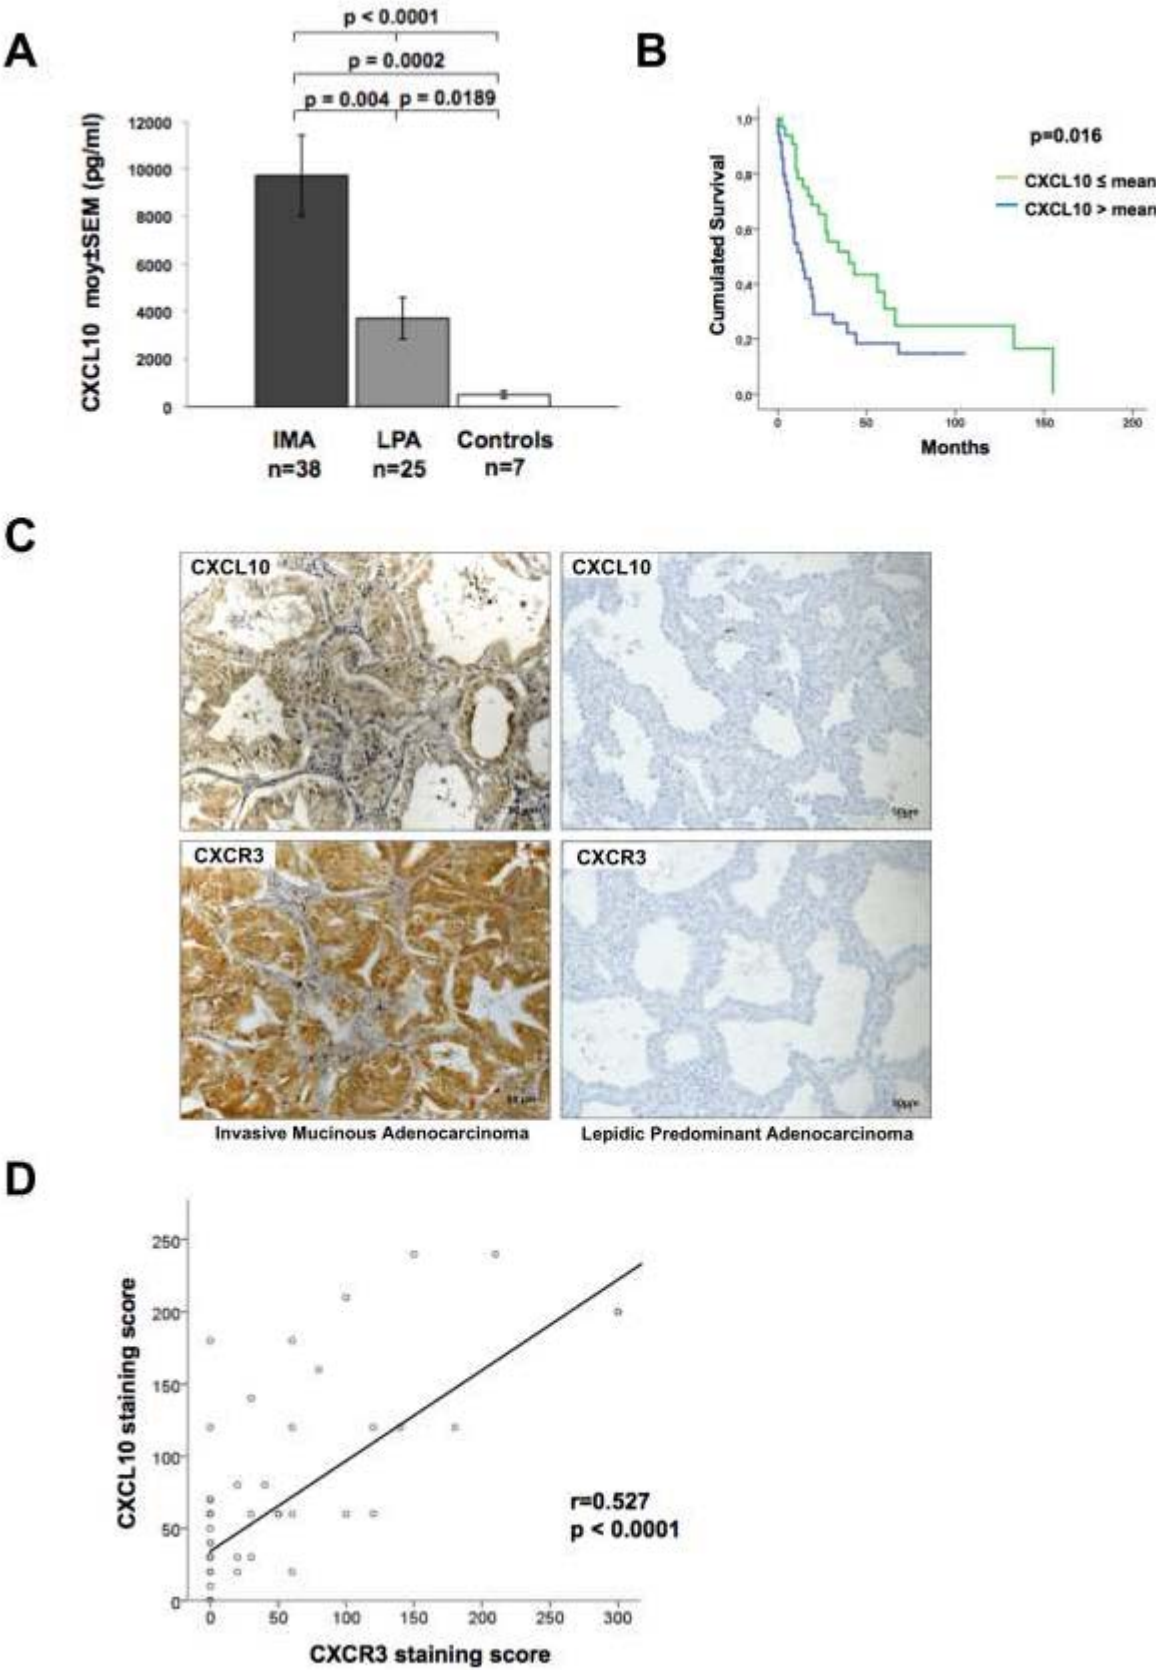 A
p < 0.0001
p = 0.0002
p = 0.004 p = 0.0189
CXCL10 moy±SEM (pg/ml)
12000
10000
8000
6000
4000
2000
0
IMA LPA Controls
n=38 n=25 n=7
B
p=0.016
CXCL10 ≤ mean
CXCL10 > mean
Cumulated Survival
1,0
0,8
0,6
0,4
0,2
0,0
0 50 100 150 200
Months
C
CXCL10 CXCL10
CXCR3 CXCR3
Invasive Mucinous Adenocarcinoma Lepidic Predominant Adenocarcinoma
D
CXCL10 staining score
250
200
150
100
50
0
r=0.527
p < 0.0001
0 50 100 150 200 250 300
CXCR3 staining score